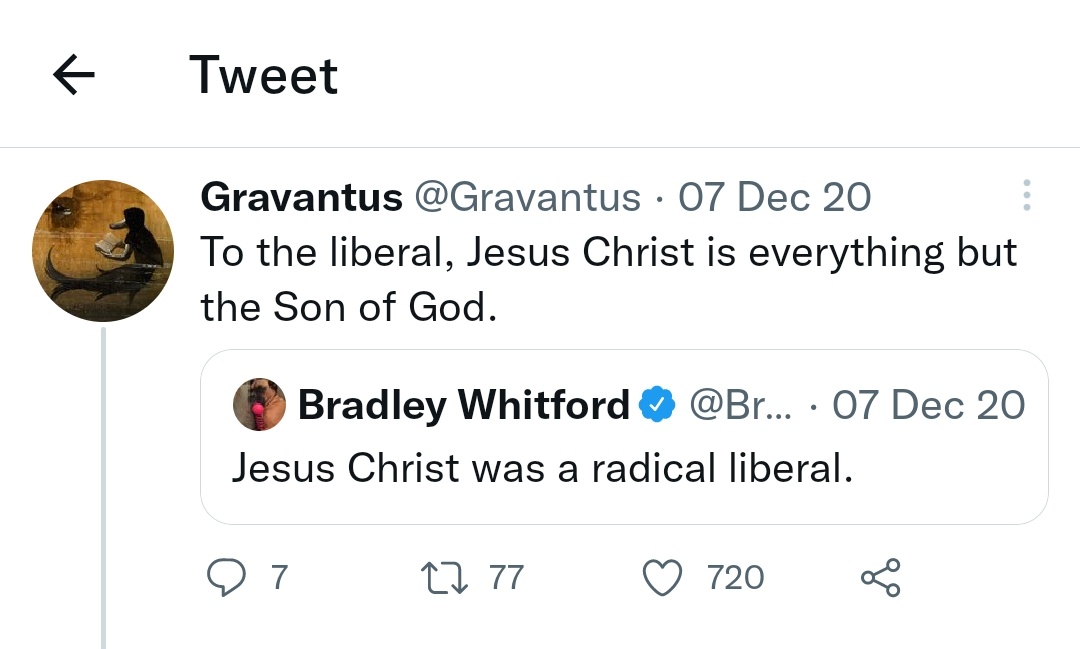 Tweet
Gravantus @Gravantus · 07 Dec 20
To the liberal, Jesus Christ is everything but
the Son of God.
Bradley Whitford @Br... · 07 Dec 20
Jesus Christ was a radical liberal.
7 77 720